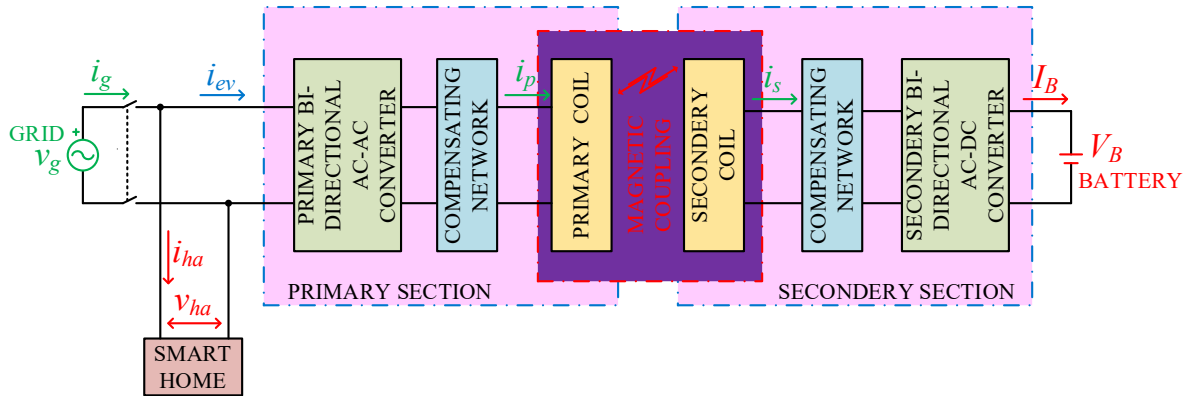 i_g
i_ev
GRID +
v_g
PRIMARY BI-
DIRECTIONAL
AC-AC
CONVERTER
COMPENSATING
NETWORK
i_p
PRIMARY COIL
MAGNETIC
COUPLING
SECONDERY
COIL
i_s
COMPENSATING
NETWORK
SECONDERY BI-
DIRECTIONAL
AC-DC
CONVERTER
I_B
V_B
BATTERY
PRIMARY SECTION
SECONDERY SECTION
i_ha
v_ha
SMART
HOME